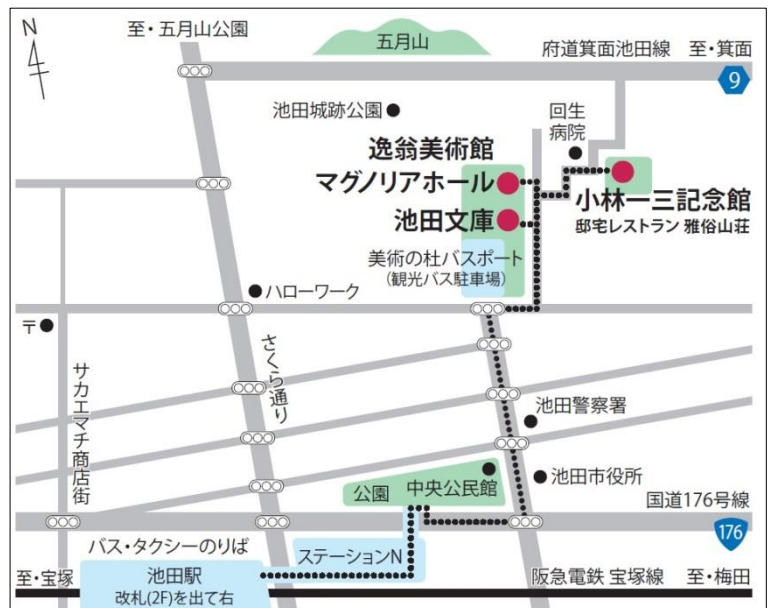 N
至・五月山公園
五月山
府道箕面池田線 至・箕面
9
池田城跡公園
回生
病院
逸翁美術館
マグノリアホール
池田文庫
小林一三記念館
邸宅レストラン 雅俗山荘
美術の杜バスポート
(観光バス駐車場)
ハローワーク
〒
サカエマチ商店街
さくら通り
池田警察署
池田市役所
公園
中央公民館
国道176号線
176
バス・タクシーのりば
ステーションN
至・宝塚
池田駅
改札(2F)を出て右
阪急電鉄 宝塚線 至・梅田